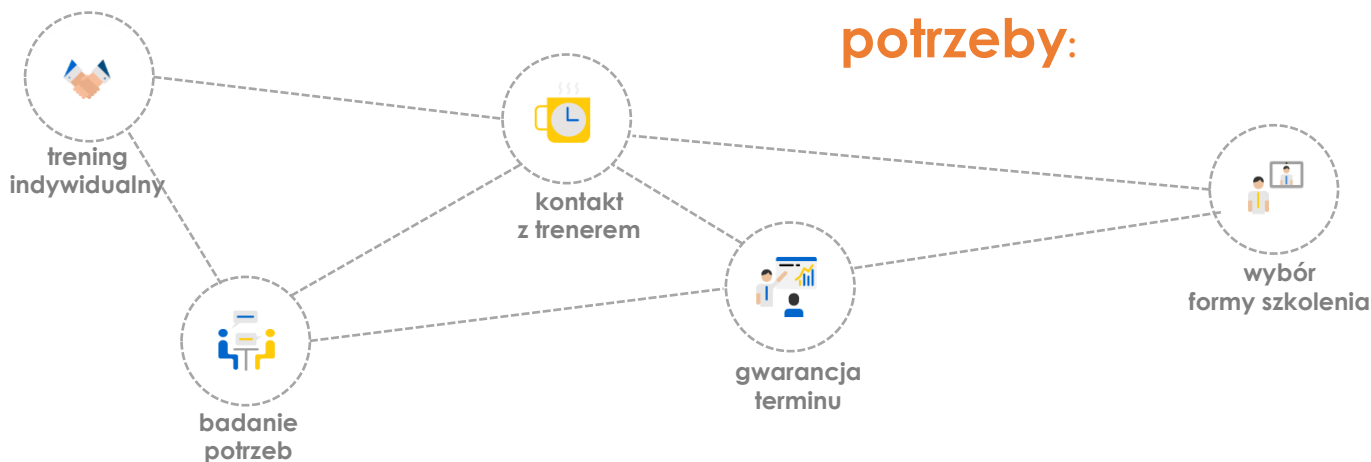 potrzeby:
trening
indywidualny
kontakt
z trenerem
wybór
formy szkolenia
gwarancja
terminu
badanie
potrzeb